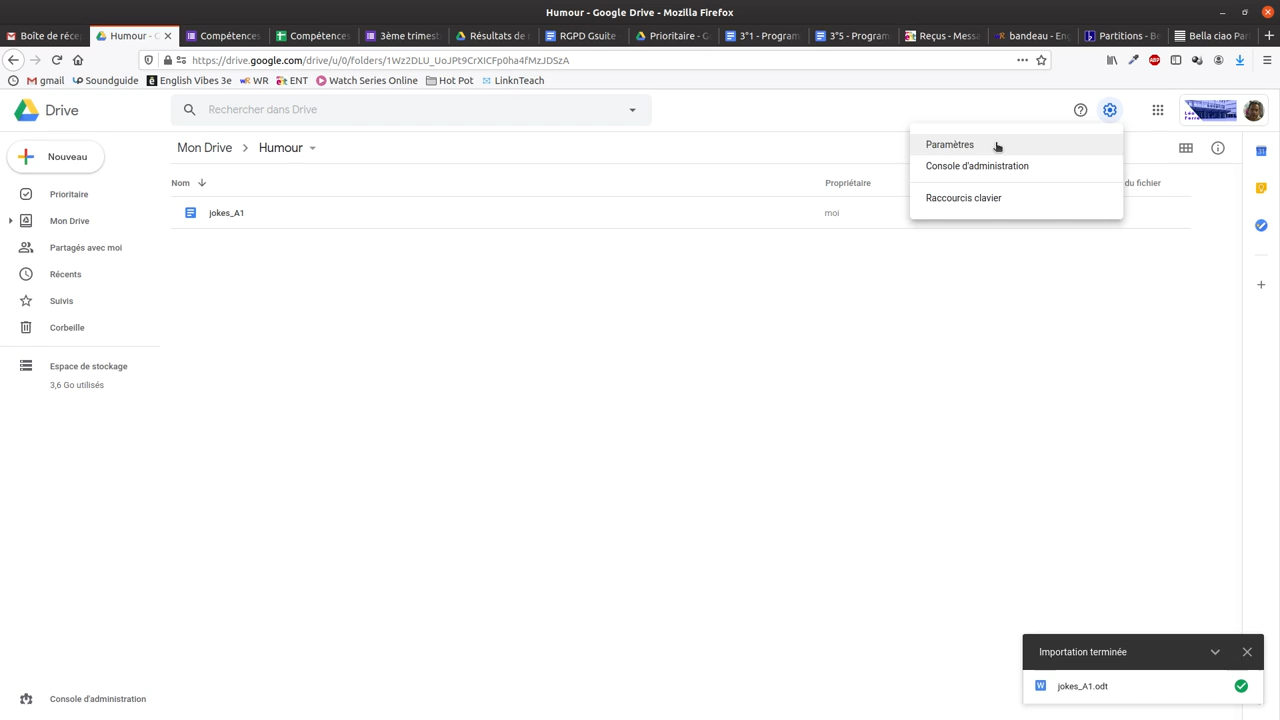 Humour - Google Drive - Mozilla Firefox
Boîte de récep
Humour - G
Compétences
Compétences
3ème trimest
Résultats de r
RGPD Gsuite
Prioritaire - G
3°1 - Program
3°5 - Program
Reçus - Messa
bandeau - Eng
Partitions - Be
Bella ciao Part
https://drive.google.com/drive/u/0/folders/1Wz2DLU_UoJPt9CrXICFp0ha4fMzJDSzA
gmail
Soundguide
English Vibes 3e
WR
ENT
Watch Series Online
Hot Pot
LinknTeach
Drive
Rechercher dans Drive
Nouveau
Mon Drive
Humour
Paramètres
Console d'administration
Raccourcis clavier
Nom
Propriétaire
du fichier
jokes_A1
moi
Prioritaire
Mon Drive
Partagés avec moi
Récents
Suivis
Corbeille
Espace de stockage
3,6 Go utilisés
Console d'administration
Importation terminée
jokes_A1.odt